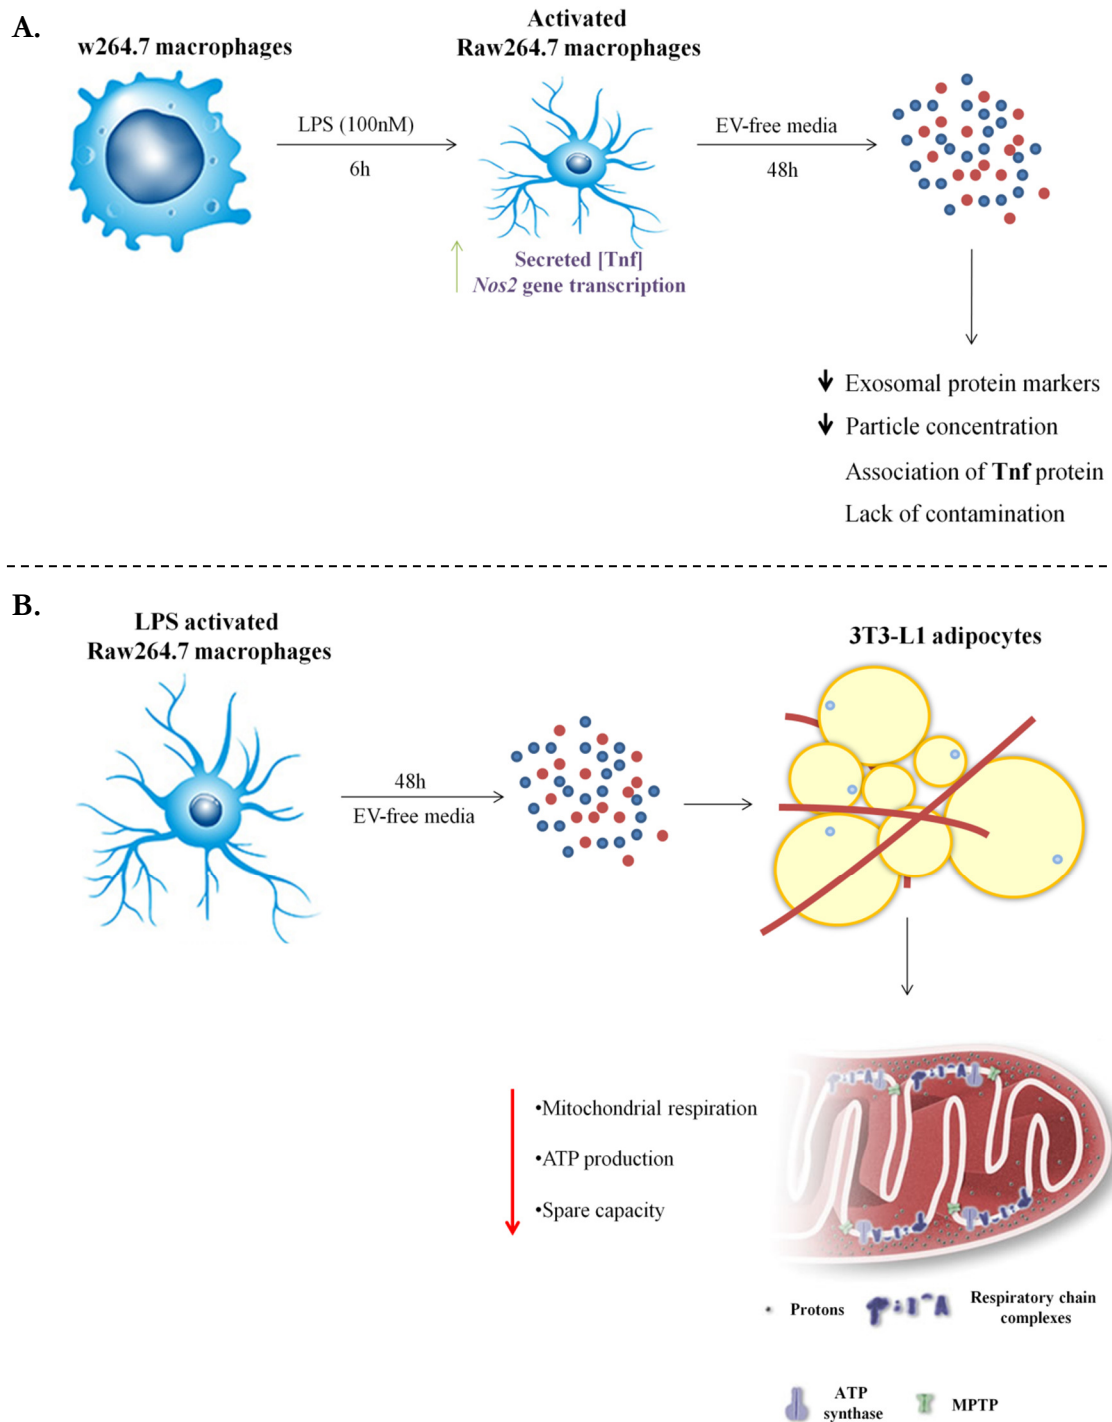 A.
w264.7 macrophages
Activated
Raw264.7 macrophages
LPS (100nM)
6h
EV-free media
48h
Secreted [Tnf]
Nos2 gene transcription
Exosomal protein markers
Particle concentration
Association of Tnf protein
Lack of contamination
B.
LPS activated
Raw264.7 macrophages
48h
EV-free media
3T3-L1 adipocytes
•Mitochondrial respiration
•ATP production
•Spare capacity
Protons
Respiratory chain
complexes
ATP
synthase
MPTP